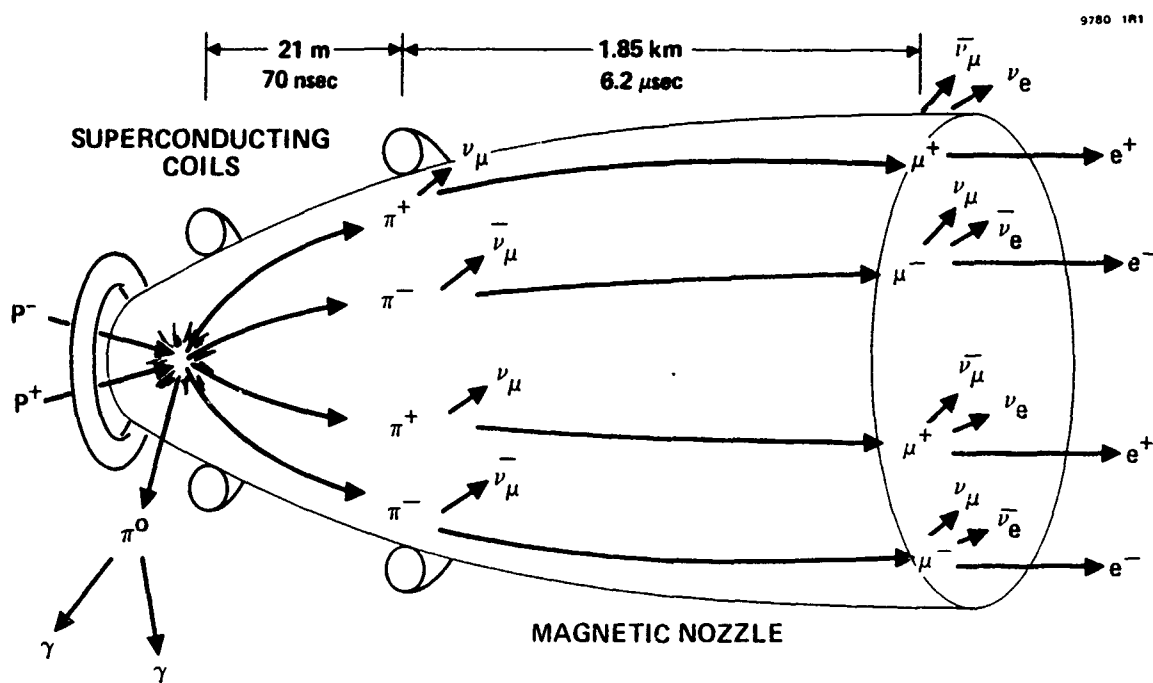 9780 1R1
21 m
70 nsec
1.85 km
6.2 μsec
ν̄μ
νe
SUPERCONDUCTING
COILS
νμ
μ+
e+
π+
νμ
ν̄μ
ν̄e
π−
μ−
e−
P−
P+
νμ
ν̄μ
νe
π+
μ+
e+
ν̄μ
νμ
ν̄e
π−
μ−
e−
πo
γ
γ
MAGNETIC NOZZLE